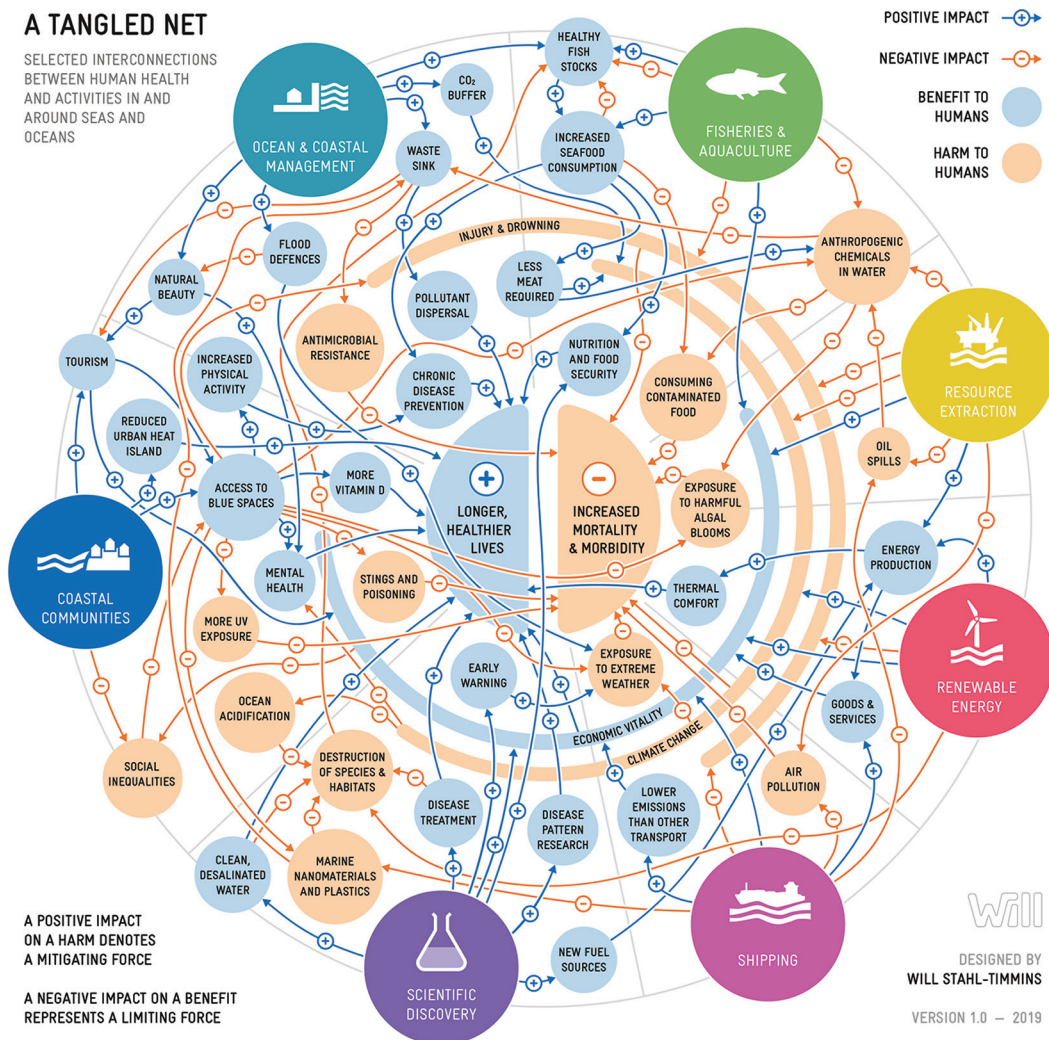 A TANGLED NET
SELECTED INTERCONNECTIONS
BETWEEN HUMAN HEALTH
AND ACTIVITIES IN AND
AROUND SEAS AND
OCEANS
POSITIVE IMPACT
NEGATIVE IMPACT
BENEFIT TO
HUMANS
HARM TO
HUMANS
OCEAN & COASTAL
MANAGEMENT
CO₂
BUFFER
HEALTHY
FISH
STOCKS
FISHERIES &
AQUACULTURE
WASTE
SINK
INCREASED
SEAFOOD
CONSUMPTION
INJURY & DROWNING
FLOOD
DEFENCES
NATURAL
BEAUTY
LESS
MEAT
REQUIRED
ANTHROPOGENIC
CHEMICALS
IN WATER
POLLUTANT
DISPERSAL
ANTIMICROBIAL
RESISTANCE
TOURISM
INCREASED
PHYSICAL
ACTIVITY
CHRONIC
DISEASE
PREVENTION
NUTRITION
AND FOOD
SECURITY
CONSUMING
CONTAMINATED
FOOD
RESOURCE
EXTRACTION
REDUCED
URBAN HEAT
ISLAND
OIL
SPILLS
ACCESS TO
BLUE SPACES
MORE
VITAMIN D
LONGER,
HEALTHIER
LIVES
INCREASED
MORTALITY
& MORBIDITY
EXPOSURE
TO HARMFUL
ALGAL
BLOOMS
ENERGY
PRODUCTION
COASTAL
COMMUNITIES
MENTAL
HEALTH
STINGS AND
POISONING
THERMAL
COMFORT
MORE UV
EXPOSURE
EARLY
WARNING
EXPOSURE
TO EXTREME
WEATHER
RENEWABLE
ENERGY
OCEAN
ACIDIFICATION
GOODS &
SERVICES
ECONOMIC VITALITY
CLIMATE CHANGE
SOCIAL
INEQUALITIES
DESTRUCTION
OF SPECIES &
HABITATS
DISEASE
TREATMENT
DISEASE
PATTERN
RESEARCH
LOWER
EMISSIONS
THAN OTHER
TRANSPORT
AIR
POLLUTION
CLEAN,
DESALINATED
WATER
MARINE
NANOMATERIALS
AND PLASTICS
SCIENTIFIC
DISCOVERY
NEW FUEL
SOURCES
SHIPPING
A POSITIVE IMPACT
ON A HARM DENOTES
A MITIGATING FORCE
A NEGATIVE IMPACT ON A BENEFIT
REPRESENTS A LIMITING FORCE
Will
DESIGNED BY
WILL STAHL-TIMMINS
VERSION 1.0 – 2019